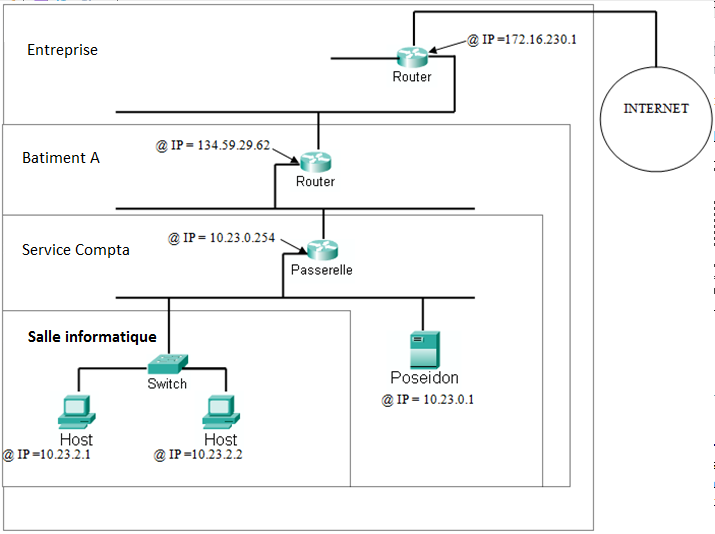 Entreprise
@ IP =172.16.230.1
Router
INTERNET
Batiment A
@ IP = 134.59.29.62
Router
Service Compta
@ IP = 10.23.0.254
Passerelle
Salle informatique
Switch
Poseidon
@ IP = 10.23.0.1
Host
Host
@ IP =10.23.2.1
@ IP =10.23.2.2